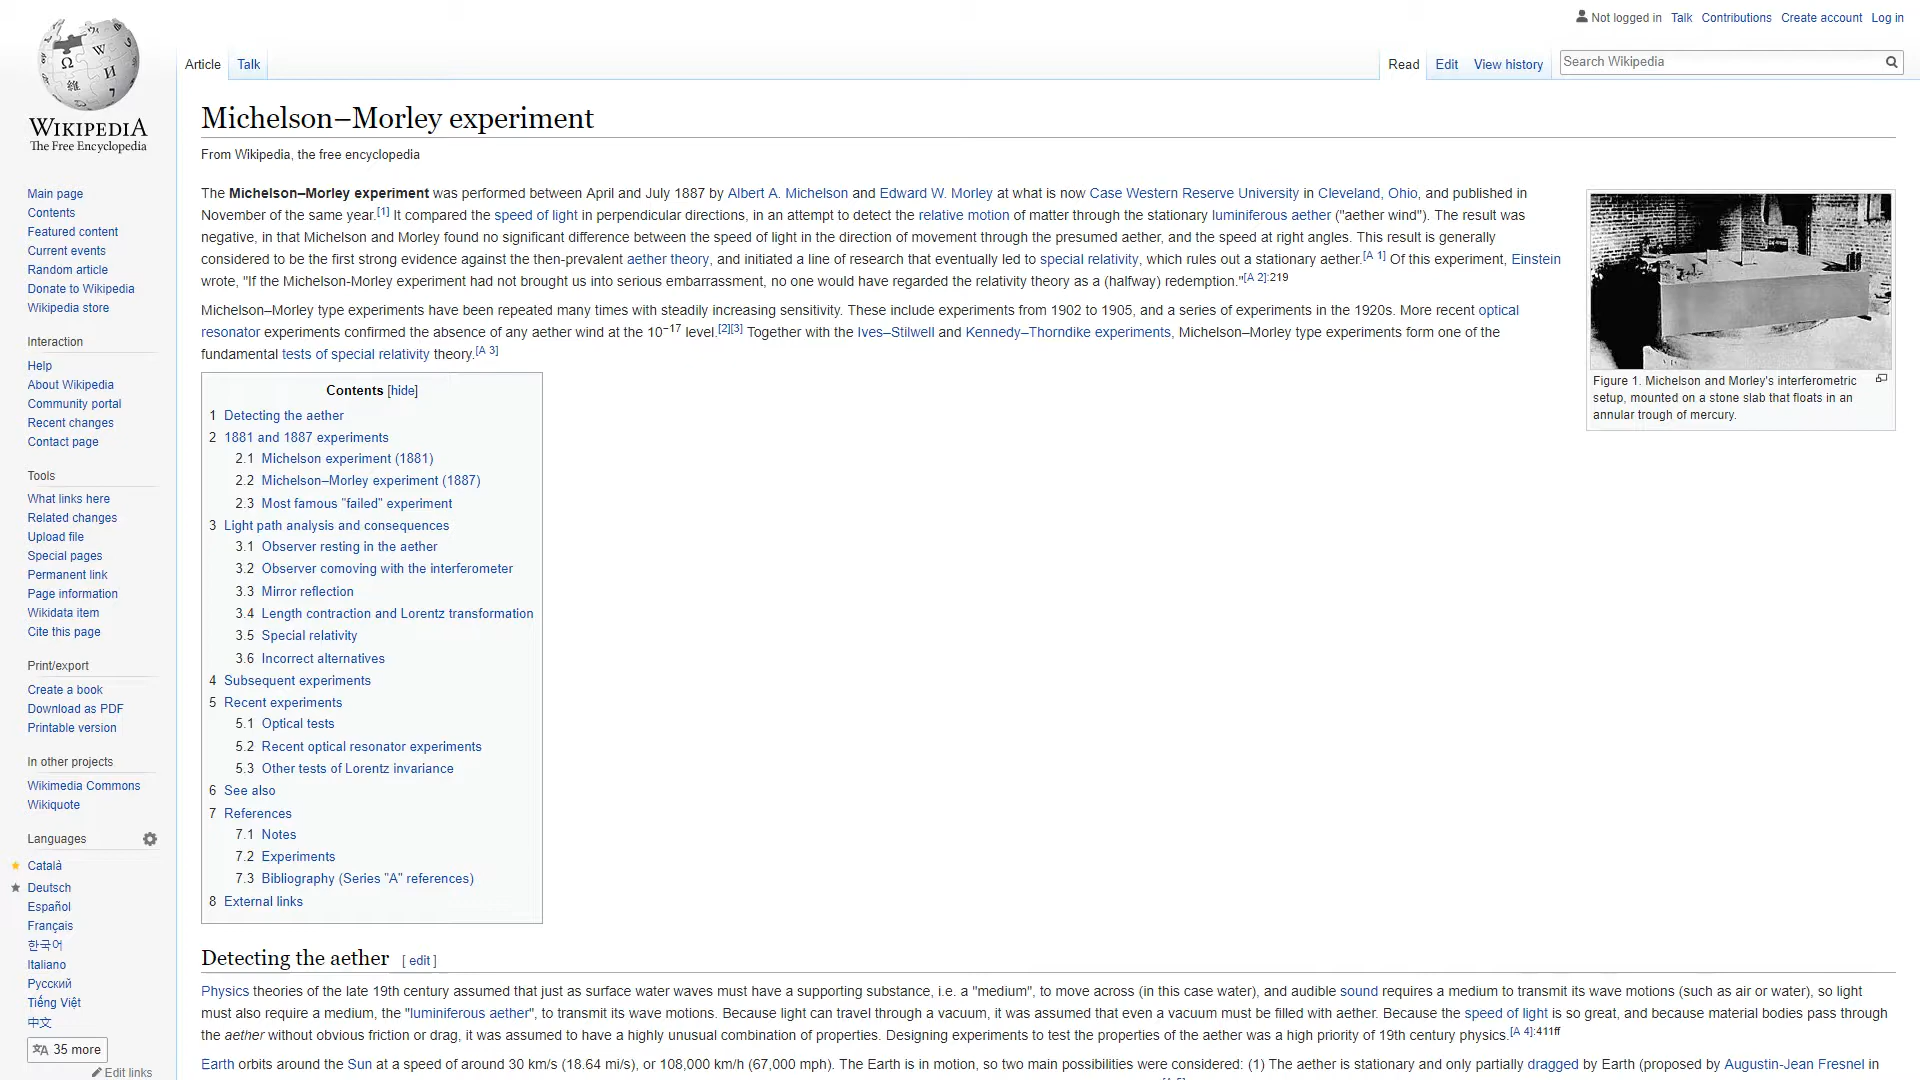 Not logged in Talk Contributions Create account Log in
Article Talk
Read Edit View history Search Wikipedia
WIKIPEDIA
The Free Encyclopedia
Main page
Contents
Featured content
Current events
Random article
Donate to Wikipedia
Wikipedia store
Interaction
Help
About Wikipedia
Community portal
Recent changes
Contact page
Tools
What links here
Related changes
Upload file
Special pages
Permanent link
Page information
Wikidata item
Cite this page
Print/export
Create a book
Download as PDF
Printable version
In other projects
Wikimedia Commons
Wikiquote
Languages
Català
Deutsch
Español
Français
한국어
Italiano
Русский
Tiếng Việt
中文
35 more
Edit links
Michelson–Morley experiment
From Wikipedia, the free encyclopedia
The Michelson–Morley experiment was performed between April and July 1887 by Albert A. Michelson and Edward W. Morley at what is now Case Western Reserve University in Cleveland, Ohio, and published in
November of the same year.[1] It compared the speed of light in perpendicular directions, in an attempt to detect the relative motion of matter through the stationary luminiferous aether ("aether wind"). The result was
negative, in that Michelson and Morley found no significant difference between the speed of light in the direction of movement through the presumed aether, and the speed at right angles. This result is generally
considered to be the first strong evidence against the then-prevalent aether theory, and initiated a line of research that eventually led to special relativity, which rules out a stationary aether.[A 1] Of this experiment, Einstein
wrote, "If the Michelson-Morley experiment had not brought us into serious embarrassment, no one would have regarded the relativity theory as a (halfway) redemption."[A 2]:219
Michelson–Morley type experiments have been repeated many times with steadily increasing sensitivity. These include experiments from 1902 to 1905, and a series of experiments in the 1920s. More recent optical
resonator experiments confirmed the absence of any aether wind at the 10⁻¹⁷ level.[2][3] Together with the Ives–Stilwell and Kennedy–Thorndike experiments, Michelson–Morley type experiments form one of the
fundamental tests of special relativity theory.[A 3]
Figure 1. Michelson and Morley's interferometric
setup, mounted on a stone slab that floats in an
annular trough of mercury.
Contents [hide]
1 Detecting the aether
2 1881 and 1887 experiments
2.1 Michelson experiment (1881)
2.2 Michelson–Morley experiment (1887)
2.3 Most famous "failed" experiment
3 Light path analysis and consequences
3.1 Observer resting in the aether
3.2 Observer comoving with the interferometer
3.3 Mirror reflection
3.4 Length contraction and Lorentz transformation
3.5 Special relativity
3.6 Incorrect alternatives
4 Subsequent experiments
5 Recent experiments
5.1 Optical tests
5.2 Recent optical resonator experiments
5.3 Other tests of Lorentz invariance
6 See also
7 References
7.1 Notes
7.2 Experiments
7.3 Bibliography (Series "A" references)
8 External links
Detecting the aether [ edit ]
Physics theories of the late 19th century assumed that just as surface water waves must have a supporting substance, i.e. a "medium", to move across (in this case water), and audible sound requires a medium to transmit its wave motions (such as air or water), so light
must also require a medium, the "luminiferous aether", to transmit its wave motions. Because light can travel through a vacuum, it was assumed that even a vacuum must be filled with aether. Because the speed of light is so great, and because material bodies pass through
the aether without obvious friction or drag, it was assumed to have a highly unusual combination of properties. Designing experiments to test the properties of the aether was a high priority of 19th century physics.[A 4]:411ff
Earth orbits around the Sun at a speed of around 30 km/s (18.64 mi/s), or 108,000 km/h (67,000 mph). The Earth is in motion, so two main possibilities were considered: (1) The aether is stationary and only partially dragged by Earth (proposed by Augustin-Jean Fresnel in